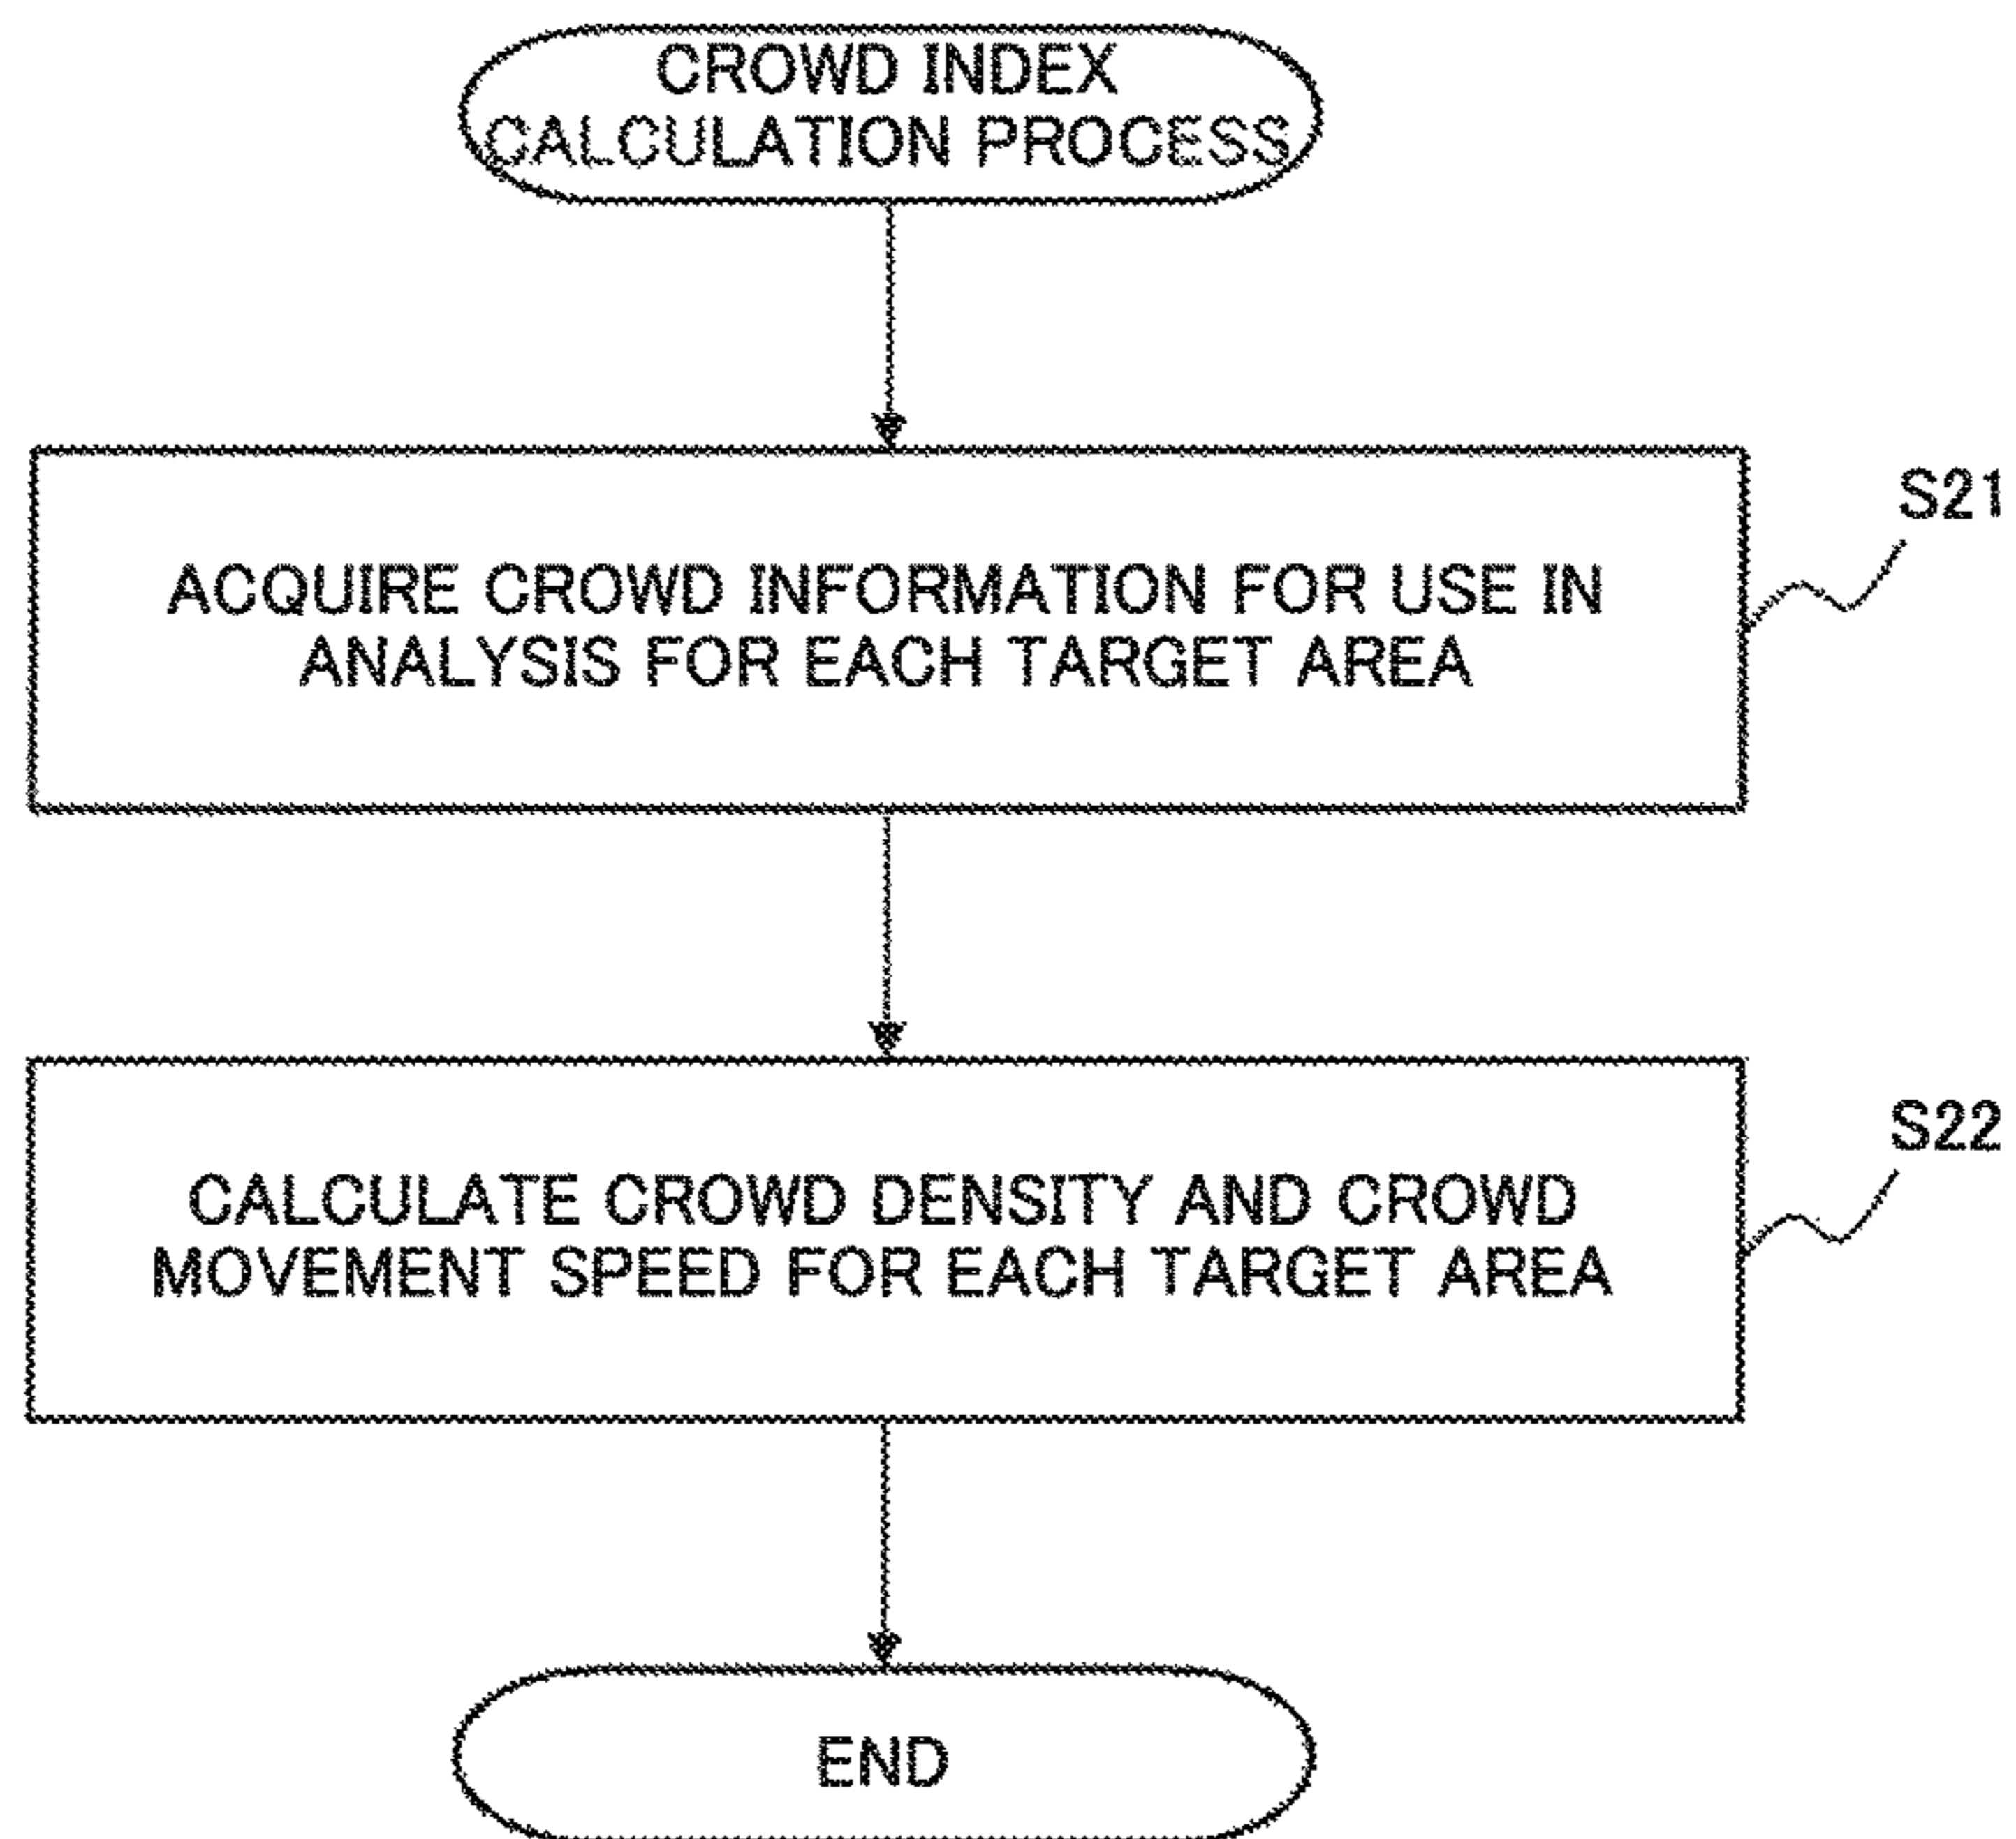 CROWD INDEX
CALCULATION PROCESS
S21
ACQUIRE CROWD INFORMATION FOR USE IN
ANALYSIS FOR EACH TARGET AREA
S22
CALCULATE CROWD DENSITY AND CROWD
MOVEMENT SPEED FOR EACH TARGET AREA
END